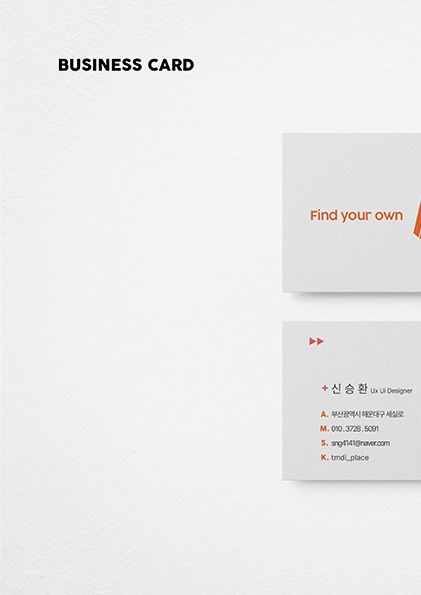 BUSINESS CARD
Find your own
+ 신승환 Ux Ui Designer
A. 부산광역시 해운대구 세실로
M. 010.3728.5091
S. sng4141@naver.com
K. tmdi_place